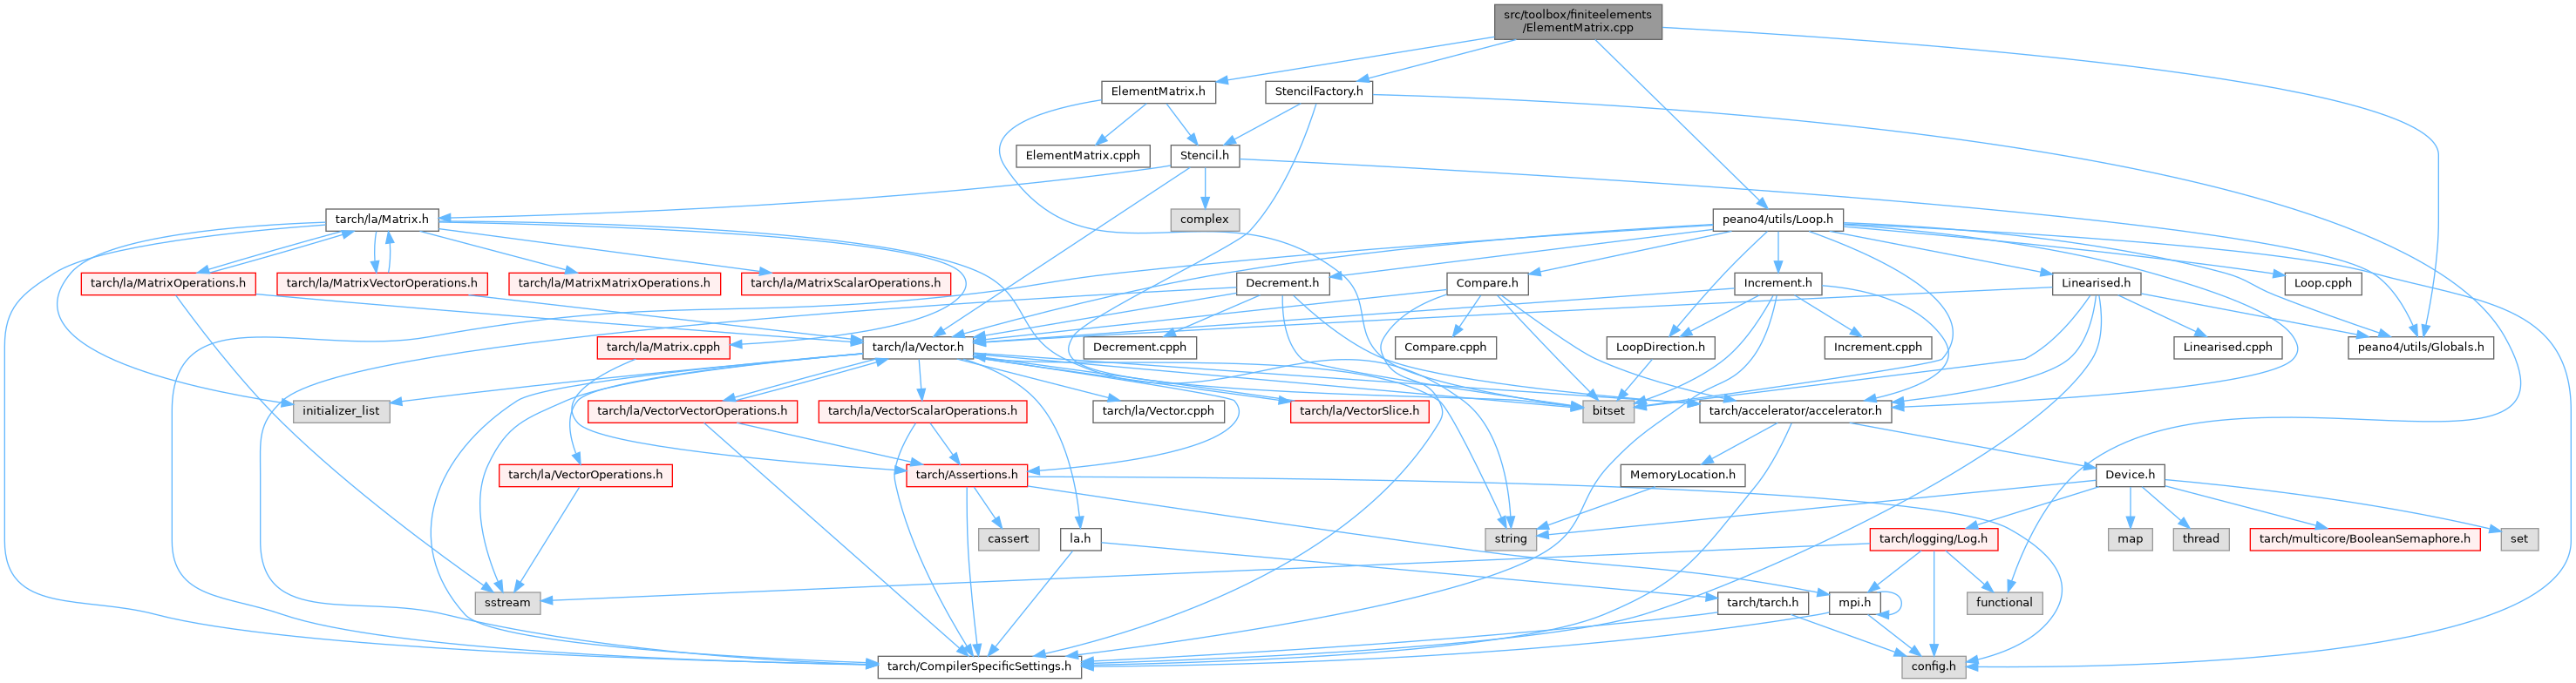 src/toolbox/finiteelements
/ElementMatrix.cpp
ElementMatrix.h
StencilFactory.h
ElementMatrix.cpph
Stencil.h
tarch/la/Matrix.h
complex
peano4/utils/Loop.h
tarch/la/MatrixOperations.h
tarch/la/MatrixVectorOperations.h
tarch/la/MatrixMatrixOperations.h
tarch/la/MatrixScalarOperations.h
Decrement.h
Compare.h
Increment.h
Linearised.h
Loop.cpph
tarch/la/Matrix.cpph
tarch/la/Vector.h
Decrement.cpph
Compare.cpph
LoopDirection.h
Increment.cpph
Linearised.cpph
peano4/utils/Globals.h
initializer_list
tarch/la/VectorVectorOperations.h
tarch/la/VectorScalarOperations.h
tarch/la/Vector.cpph
tarch/la/VectorSlice.h
bitset
tarch/accelerator/accelerator.h
tarch/la/VectorOperations.h
tarch/Assertions.h
MemoryLocation.h
Device.h
cassert
la.h
string
tarch/logging/Log.h
map
thread
tarch/multicore/BooleanSemaphore.h
set
sstream
tarch/tarch.h
mpi.h
functional
tarch/CompilerSpecificSettings.h
config.h